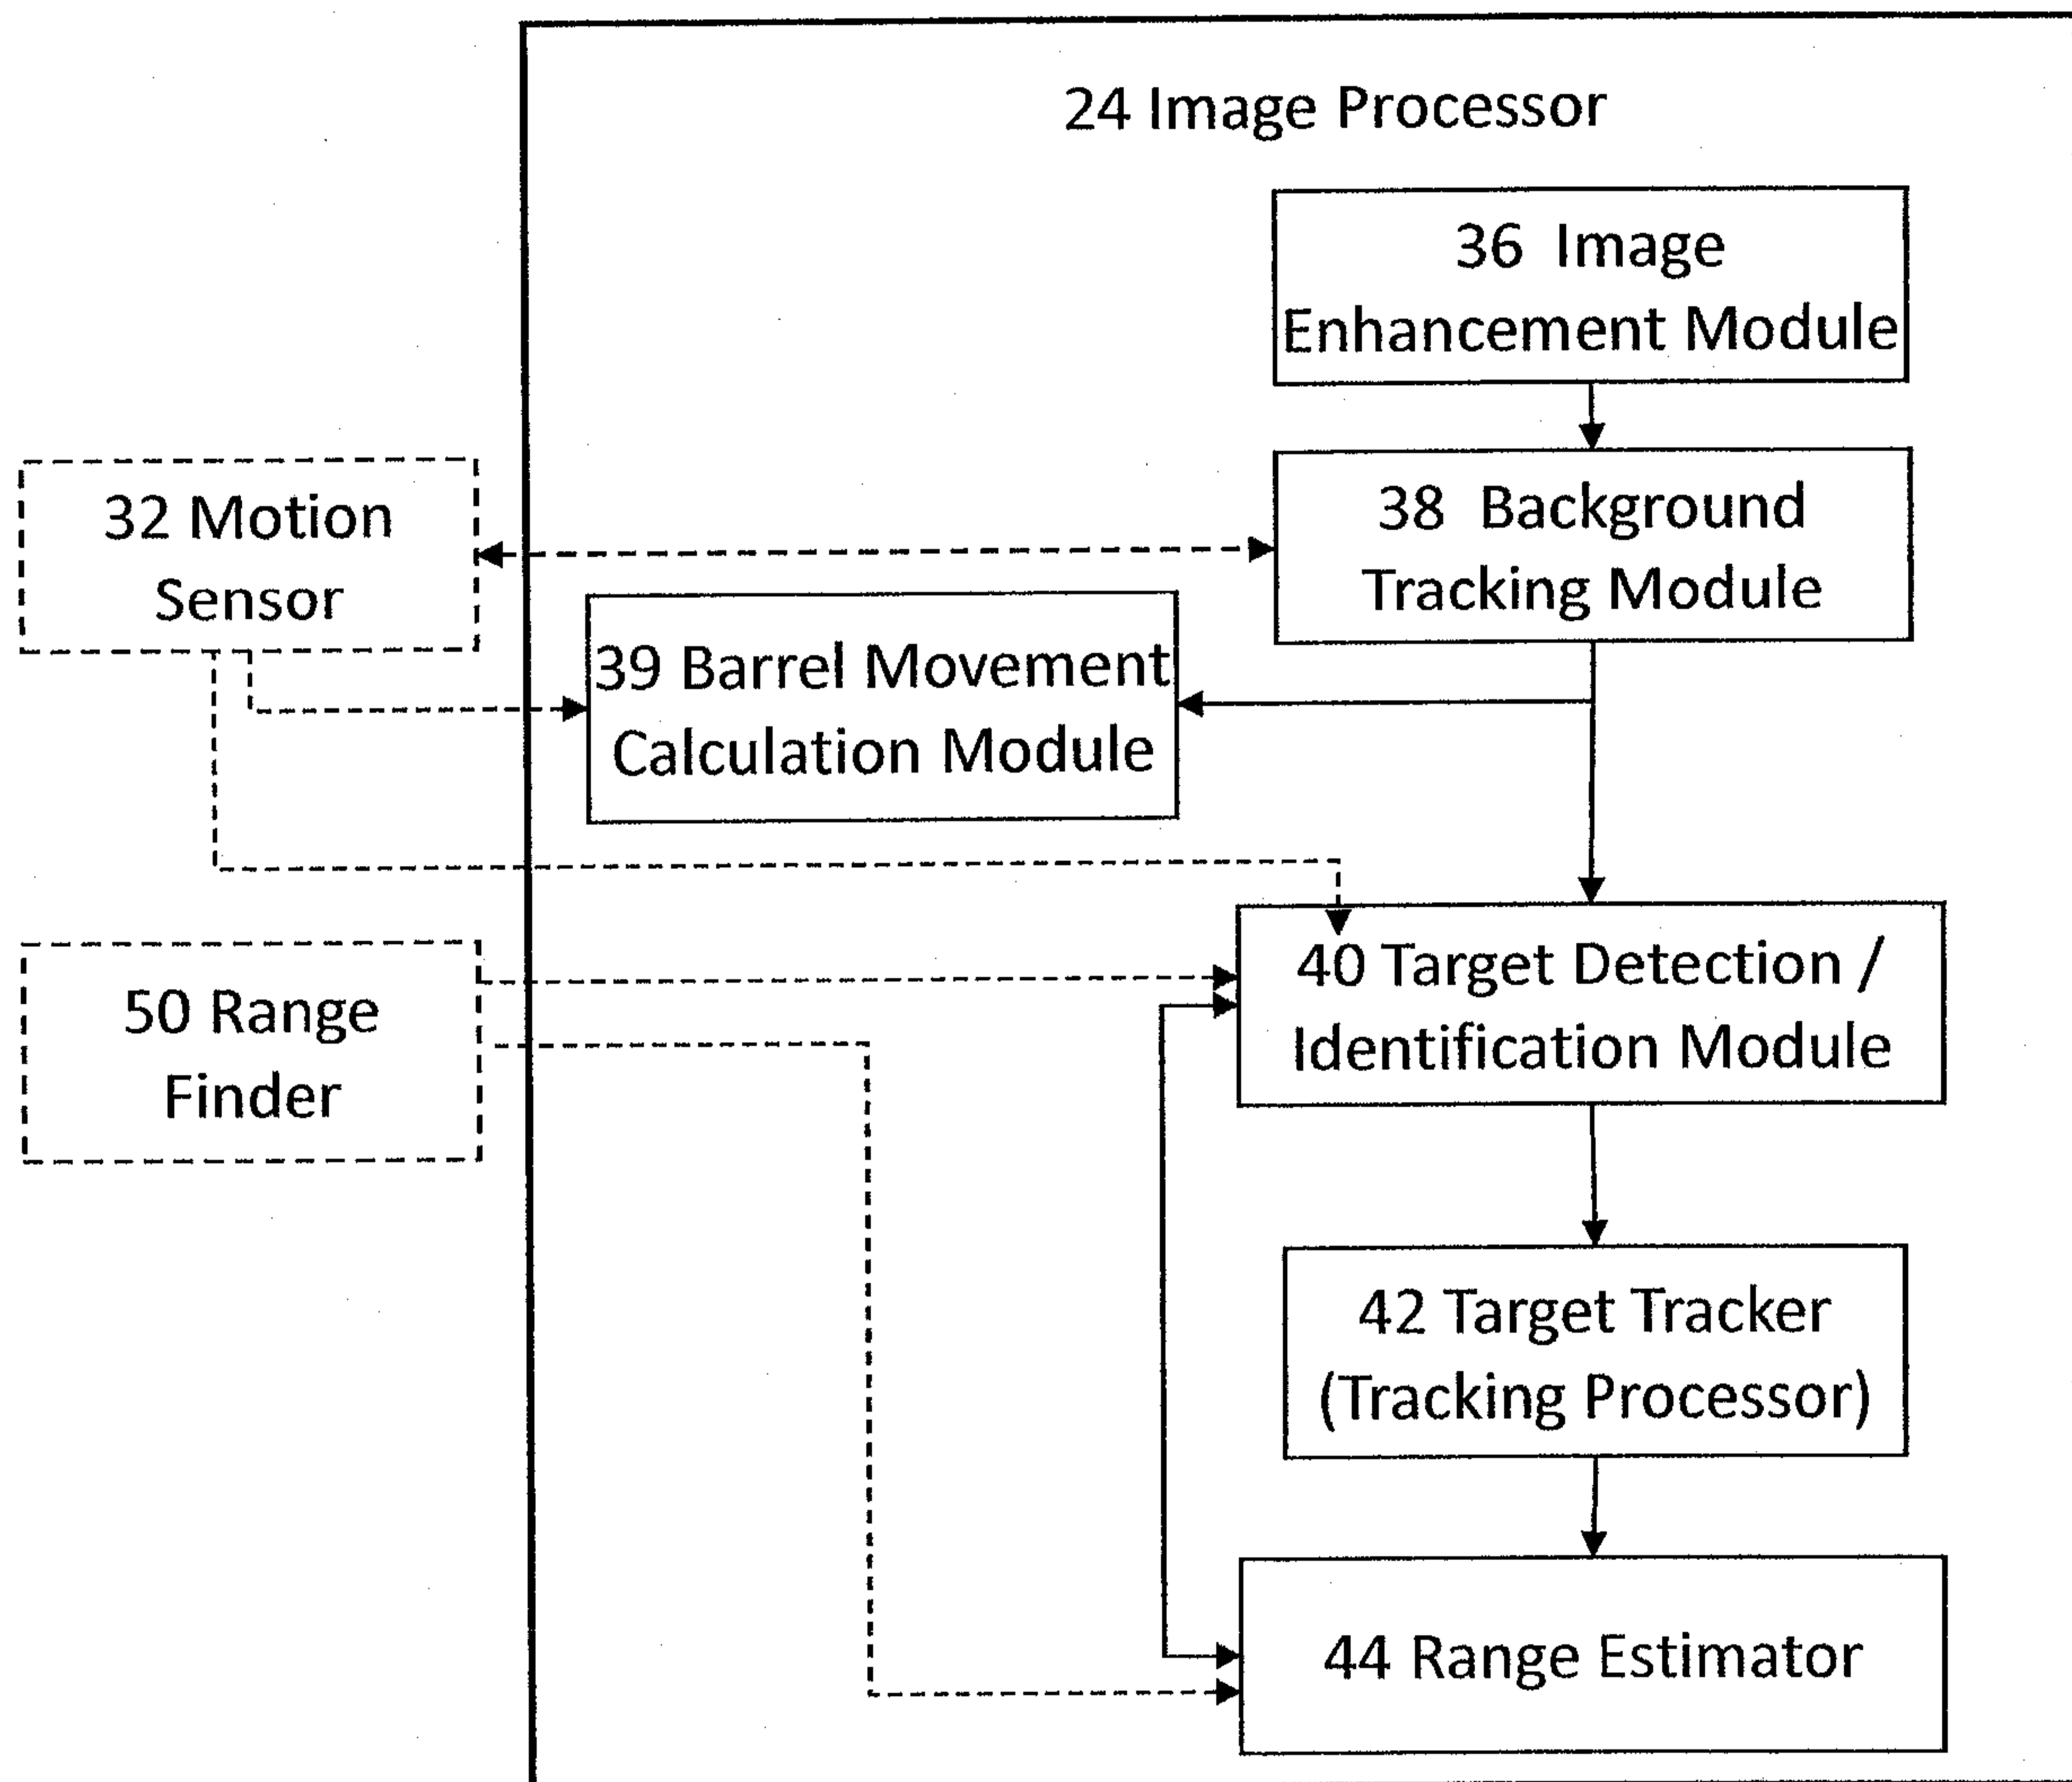 24 Image Processor
36 Image
Enhancement Module
32 Motion
Sensor
38 Background
Tracking Module
39 Barrel Movement
Calculation Module
50 Range
Finder
40 Target Detection /
Identification Module
42 Target Tracker
(Tracking Processor)
44 Range Estimator